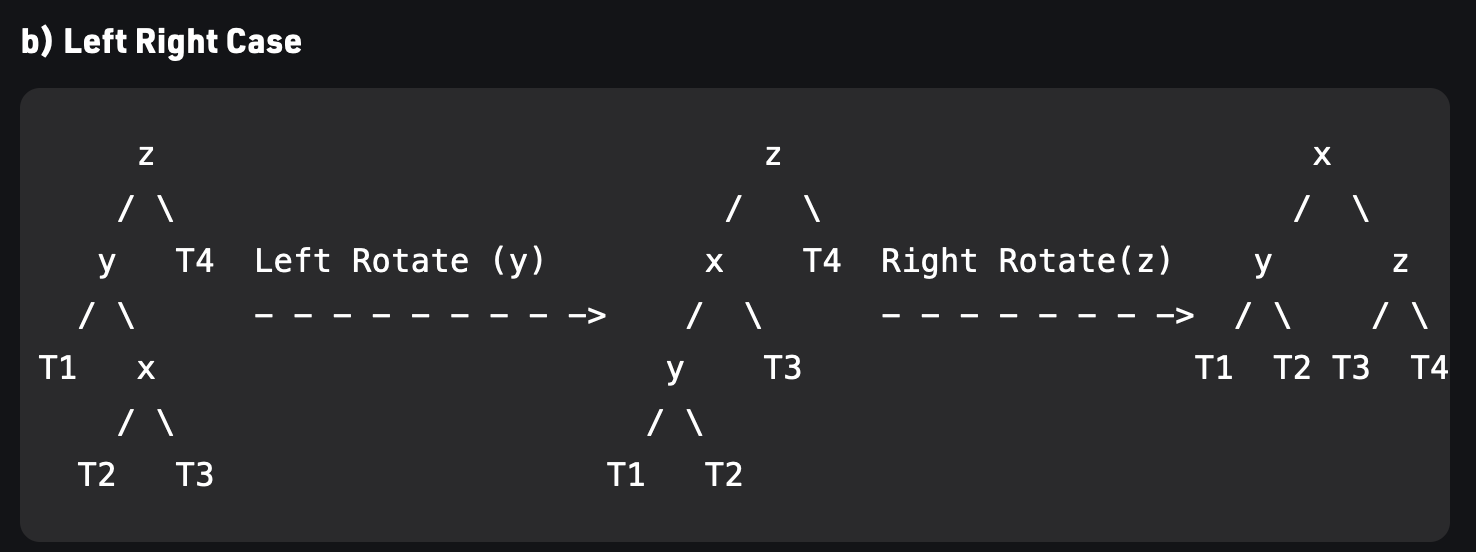 b) Left Right Case
     z                               z                           x
    / \                            /   \                        /  \
   y   T4  Left Rotate (y)        x    T4  Right Rotate(z)    y      z
  / \      - - - - - - - - ->    /  \      - - - - - - - ->  / \    / \
T1   x                          y    T3                    T1  T2 T3  T4
    / \                        / \
  T2   T3                    T1   T2